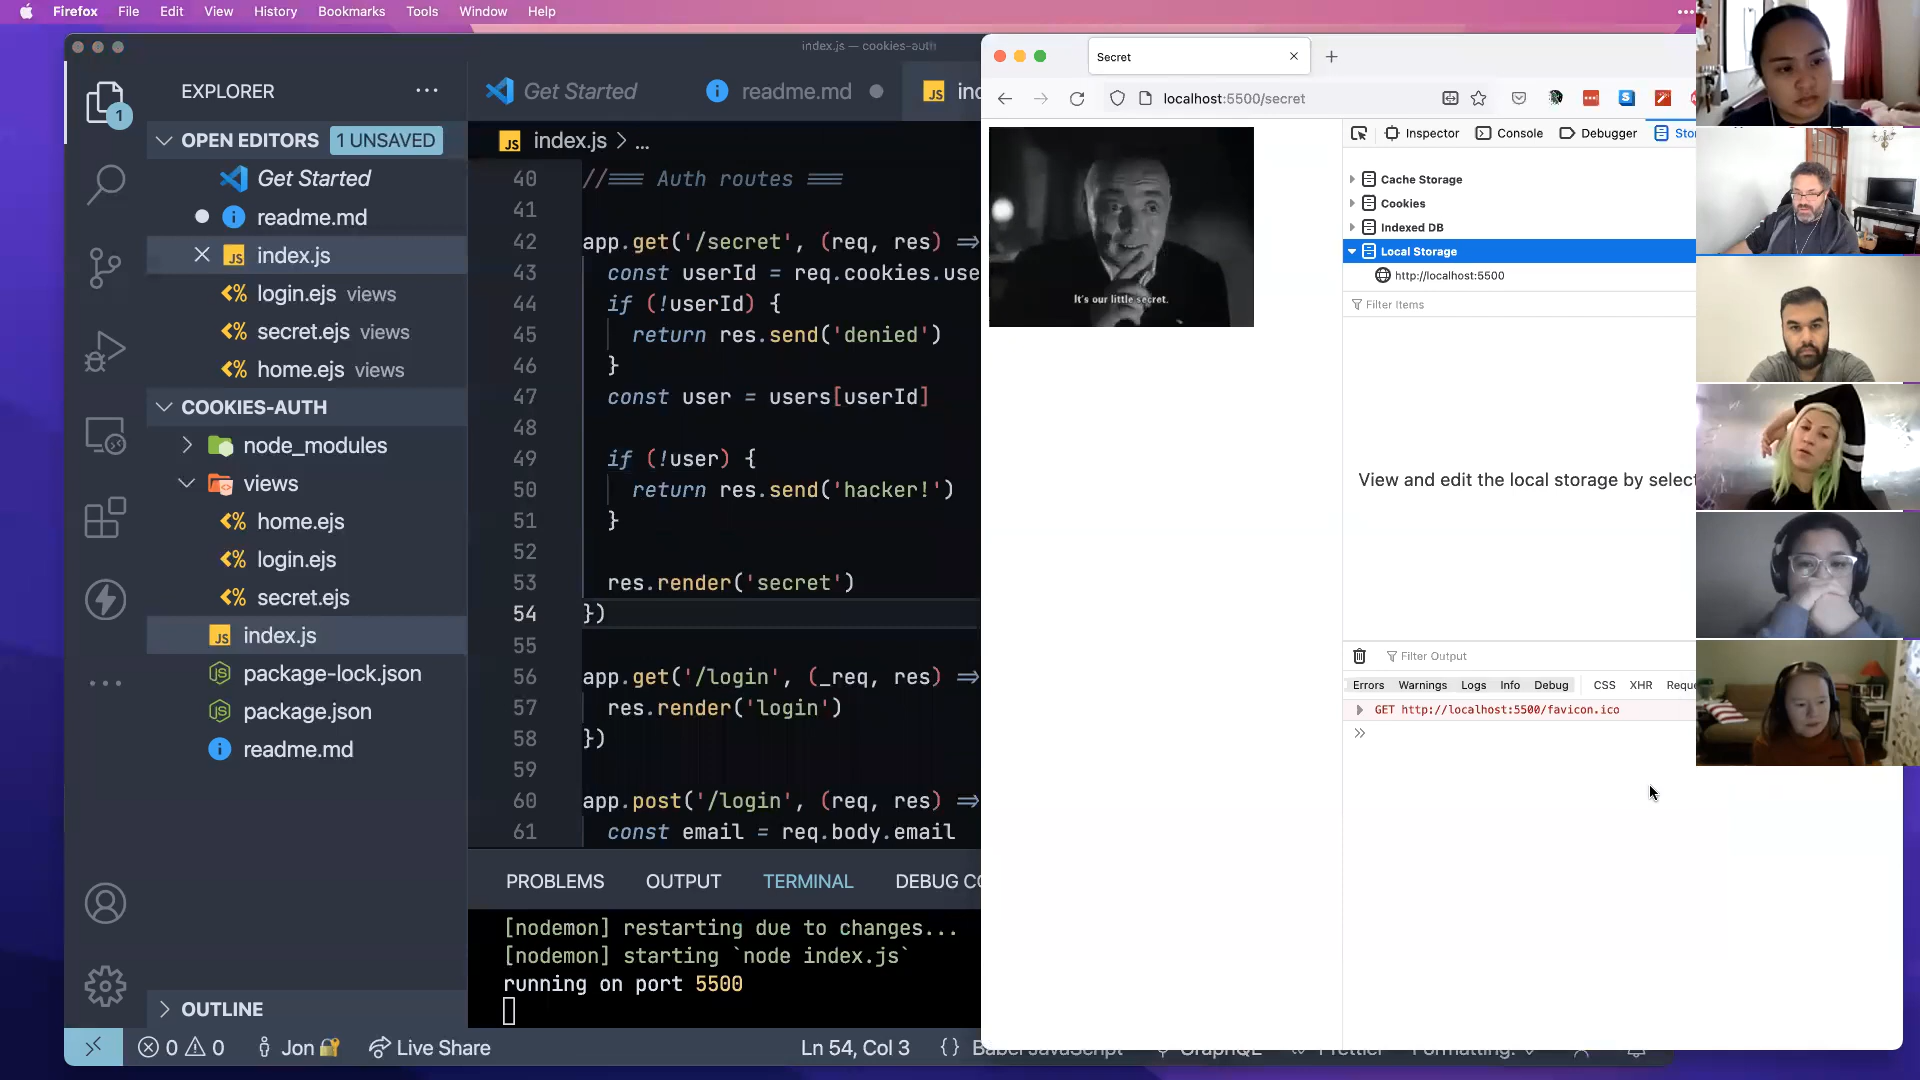 Firefox File Edit View History Bookmarks Tools Window Help
index.js — cookies-auth
EXPLORER
OPEN EDITORS 1 UNSAVED
Get Started
readme.md
index.js
login.ejs views
secret.ejs views
home.ejs views
COOKIES-AUTH
node_modules
views
home.ejs
login.ejs
secret.ejs
index.js
package-lock.json
package.json
readme.md
OUTLINE
1
Get Started
readme.md
index.js > ...
40 //=== Auth routes ===
41
42 app.get('/secret', (req, res) =>
43 const userId = req.cookies.use
44 if (!userId) {
45 return res.send('denied')
46 }
47 const user = users[userId]
48
49 if (!user) {
50 return res.send('hacker!')
51 }
52
53 res.render('secret')
54 })
55
56 app.get('/login', (_req, res) =>
57 res.render('login')
58 })
59
60 app.post('/login', (req, res) =>
61 const email = req.body.email
PROBLEMS OUTPUT TERMINAL DEBUG CO
[nodemon] restarting due to changes...
[nodemon] starting `node index.js`
running on port 5500
0 0 Jon Live Share Ln 54, Col 3 {} Babel JavaScript GraphQL Prettier Formatting:
Secret
localhost:5500/secret
It's our little secret.
Inspector Console Debugger Sto
Cache Storage
Cookies
Indexed DB
Local Storage
http://localhost:5500
Filter Items
View and edit the local storage by select
Filter Output
Errors Warnings Logs Info Debug CSS XHR Reque
GET http://localhost:5500/favicon.ico